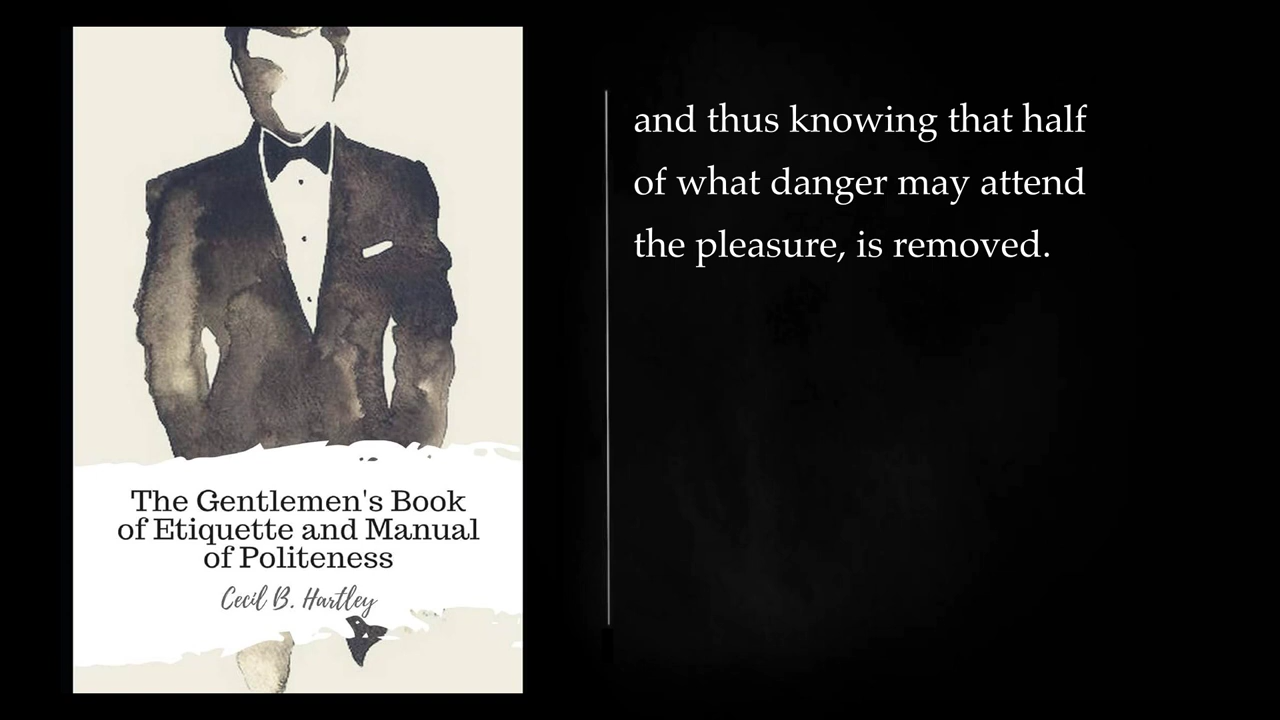 The Gentlemen's Book
of Etiquette and Manual
of Politeness
Cecil B. Hartley
and thus knowing that half
of what danger may attend
the pleasure, is removed.